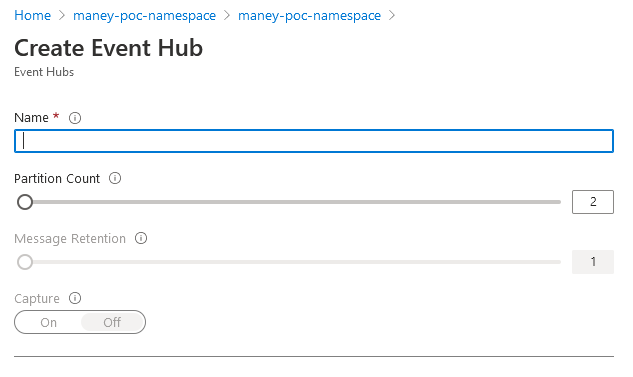 Home > maney-poc-namespace > maney-poc-namespace >
Create Event Hub
Event Hubs
Name *
Partition Count
2
Message Retention
1
Capture
On Off